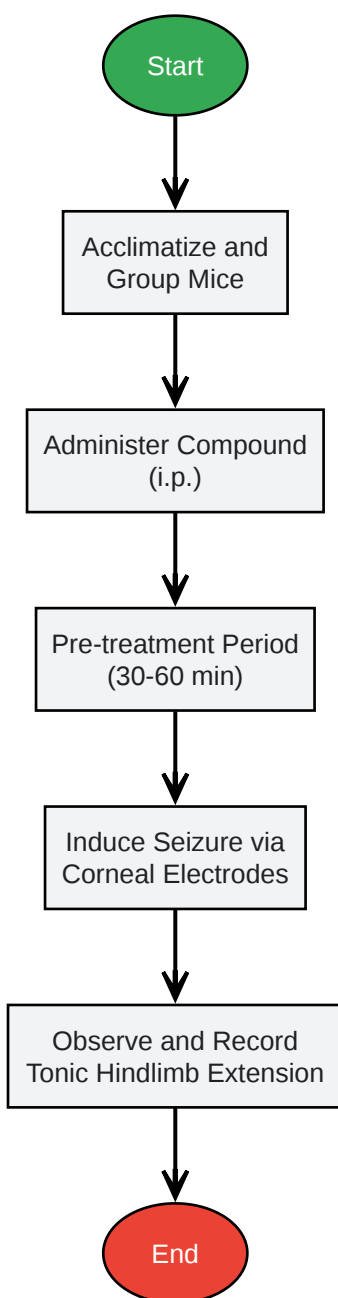 Start
Acclimatize and
Group Mice
Administer Compound
(i.p.)
Pre-treatment Period
(30-60 min)
Induce Seizure via
Corneal Electrodes
Observe and Record
Tonic Hindlimb Extension
End